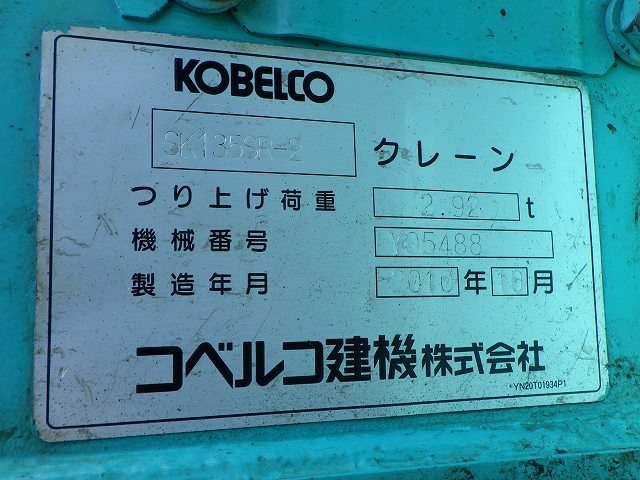 KOBELCO
SK135SR-2 クレーン
つり上げ荷重 2.92 t
機械番号 Y05488
製造年月 2010 年 10 月
コベルコ建機株式会社
YN20T01934P1